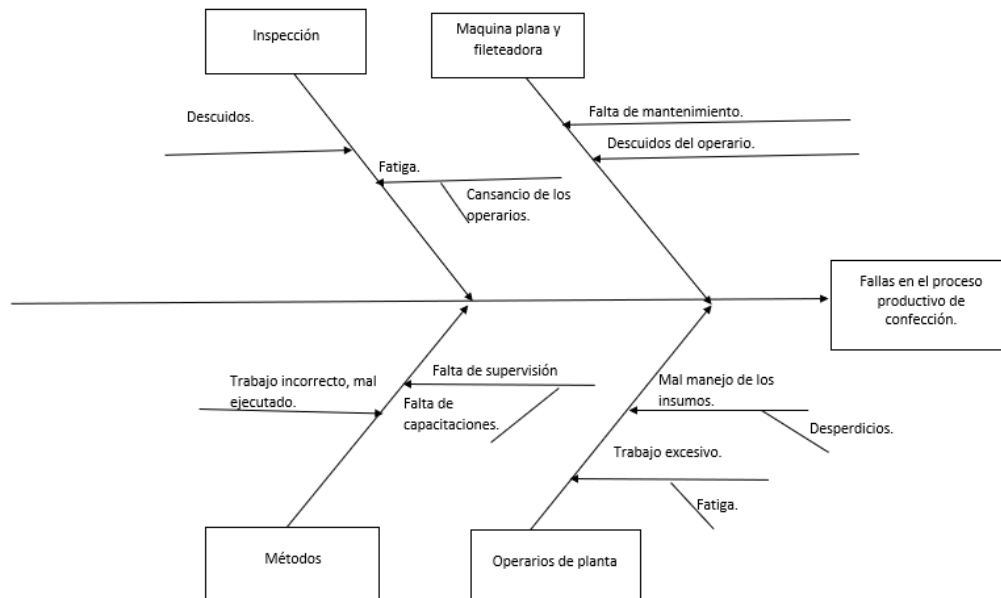 Inspección
Maquina plana y
fileteadora
Descuidos.
Falta de mantenimiento.
Descuidos del operario.
Fatiga.
Cansancio de los
operarios.
Fallas en el proceso
productivo de
confección.
Trabajo incorrecto, mal
ejecutado.
Falta de supervisión
Falta de
capacitaciones.
Mal manejo de los
insumos.
Desperdicios.
Trabajo excesivo.
Fatiga.
Métodos
Operarios de planta